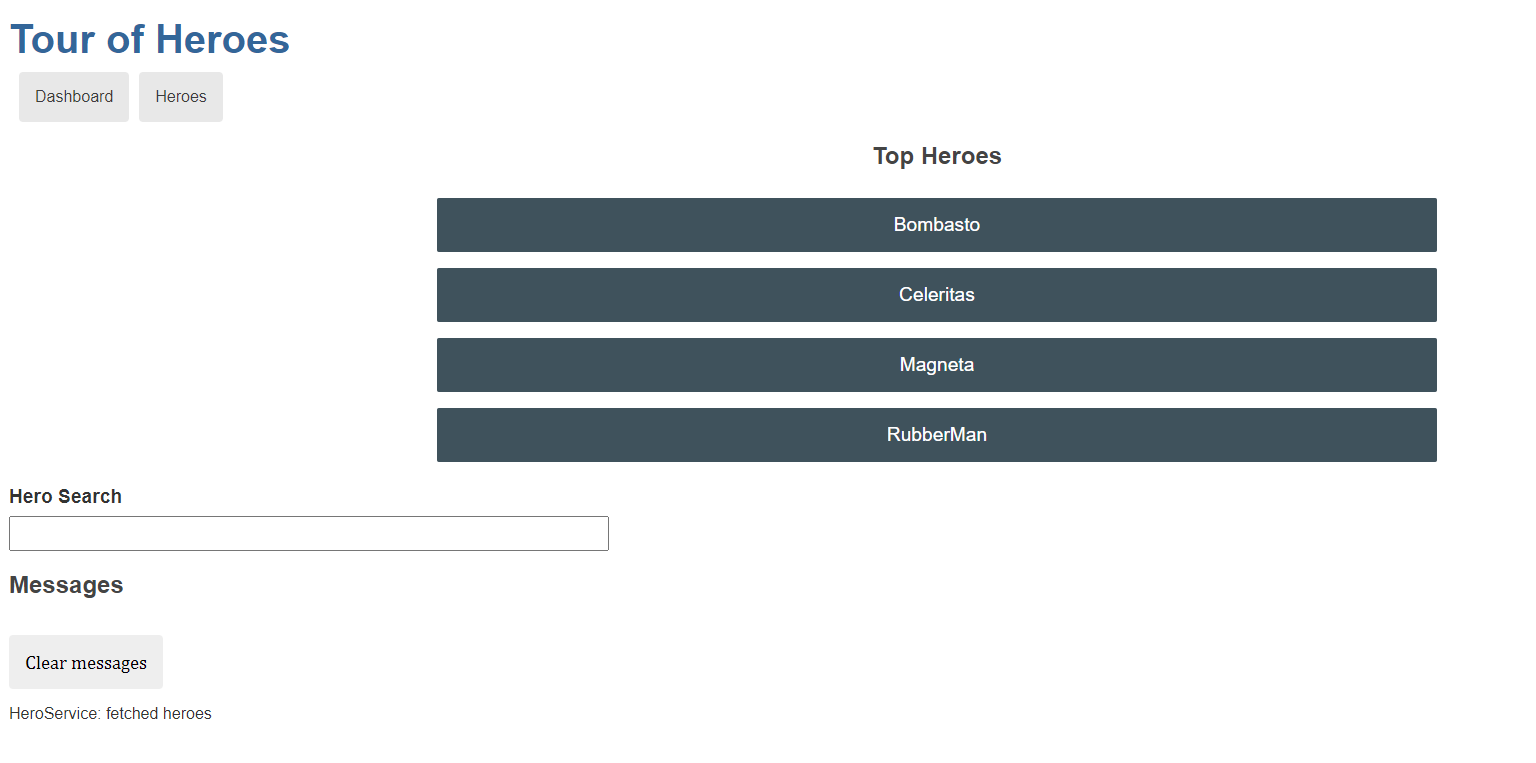 Tour of Heroes
Dashboard Heroes
Top Heroes
Bombasto
Celeritas
Magneta
RubberMan
Hero Search
Messages
Clear messages
HeroService: fetched heroes